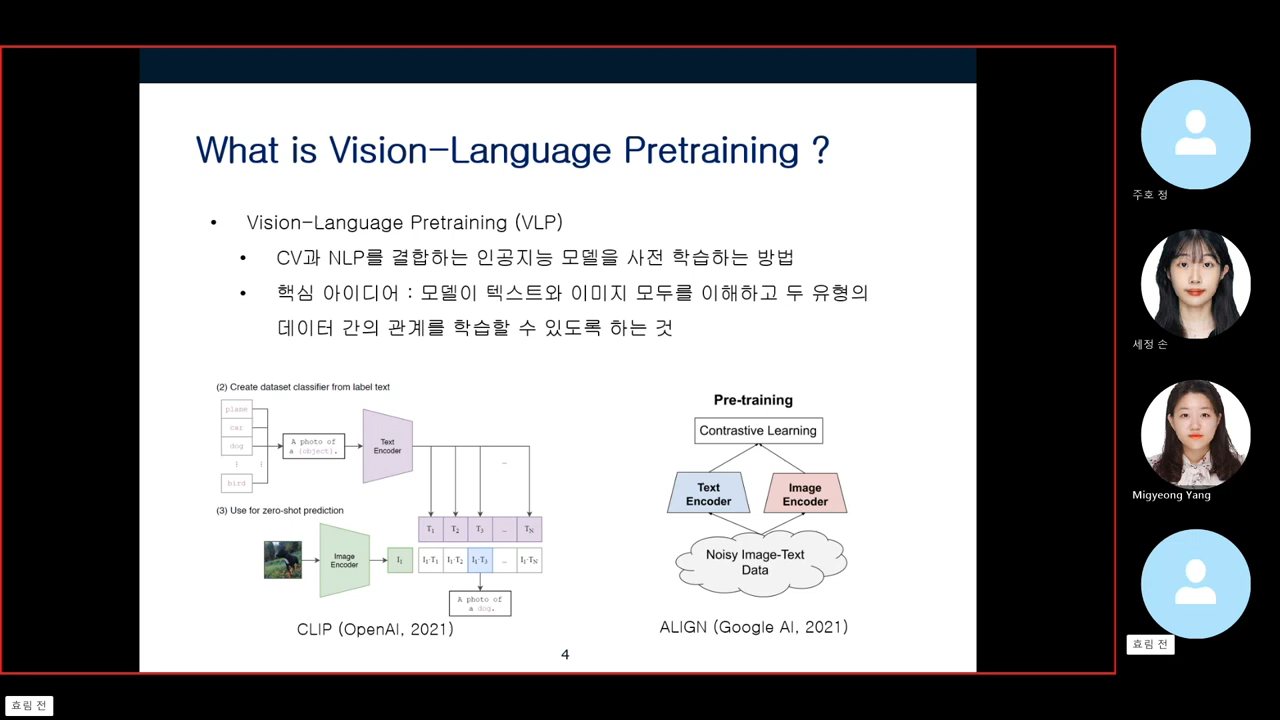 What is Vision-Language Pretraining ?
• Vision-Language Pretraining (VLP)
• CV과 NLP를 결합하는 인공지능 모델을 사전 학습하는 방법
• 핵심 아이디어 : 모델이 텍스트와 이미지 모두를 이해하고 두 유형의
데이터 간의 관계를 학습할 수 있도록 하는 것
(2) Create dataset classifier from label text
plane
car
dog
⋮ ⋮
bird
A photo of
a {object}.
Text
Encoder
...
(3) Use for zero-shot prediction
Image
Encoder
I₁
T₁ T₂ T₃ ... T_N
I₁·T₁ I₁·T₂ I₁·T₃ ... I₁·T_N
A photo of
a dog.
CLIP (OpenAI, 2021)
Pre-training
Contrastive Learning
Text
Encoder
Image
Encoder
Noisy Image-Text
Data
ALIGN (Google AI, 2021)
4
주호 정
세정 손
Migyeong Yang
효림 전
효림 전